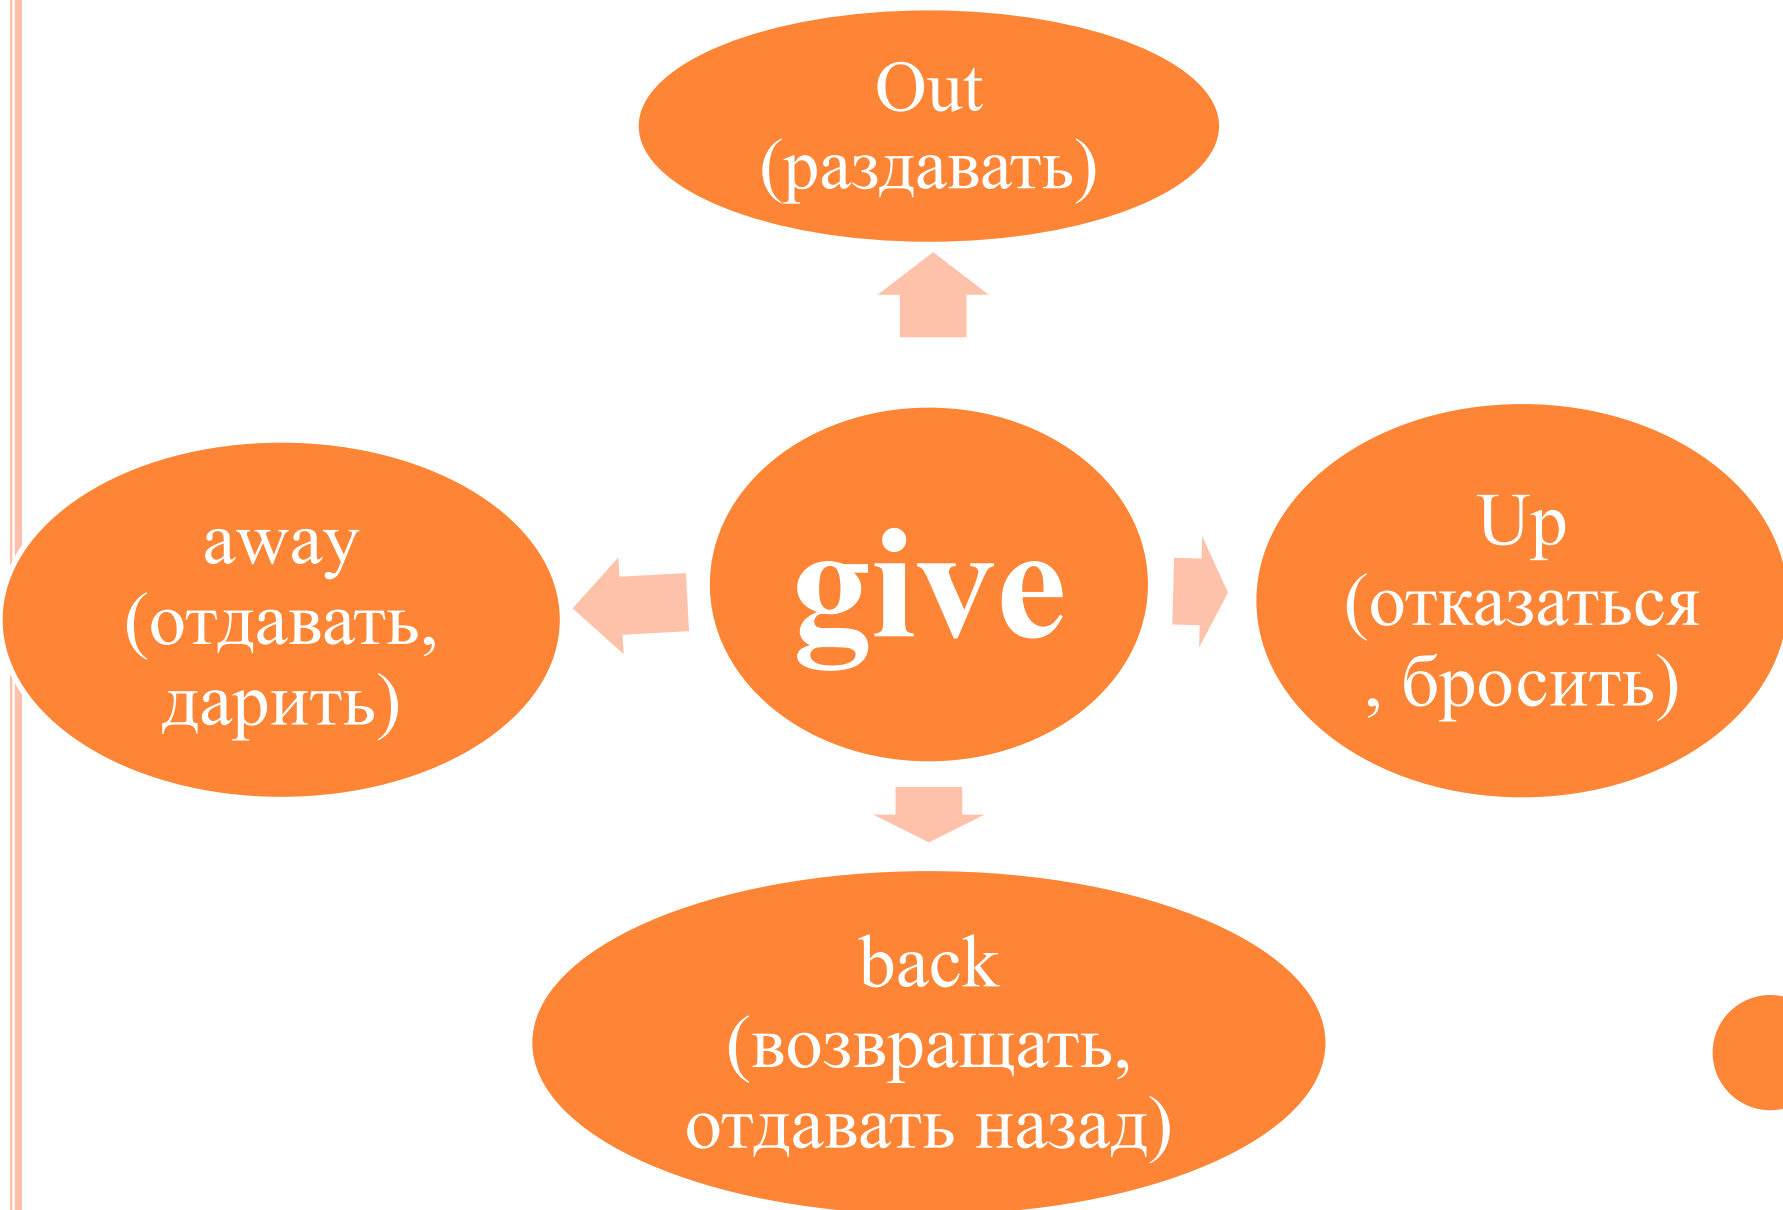 Out
(раздавать)
give
away
(отдавать,
дарить)
Up
(отказаться
, бросить)
back
(возвращать,
отдавать назад)